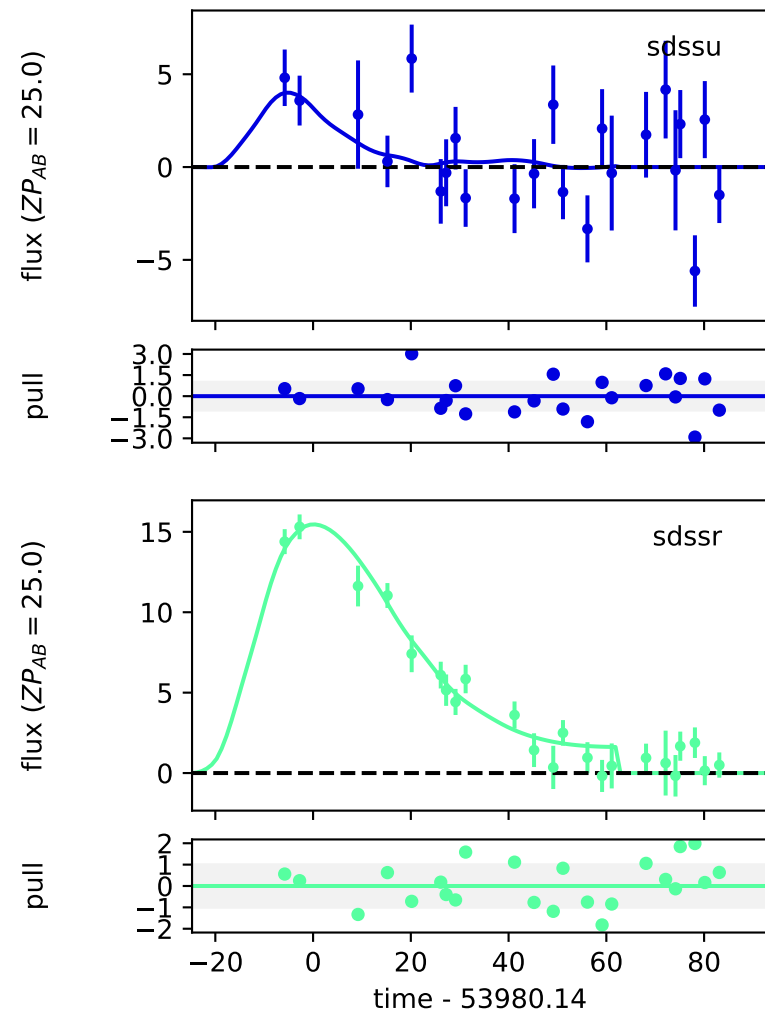 sdssu
flux (ZP_AB = 25.0)
5
0
−5
pull
3.0
1.5
0.0
−1.5
−3.0
sdssr
flux (ZP_AB = 25.0)
15
10
5
0
pull
2
1
0
−1
−2
−20 0 20 40 60 80
time - 53980.14